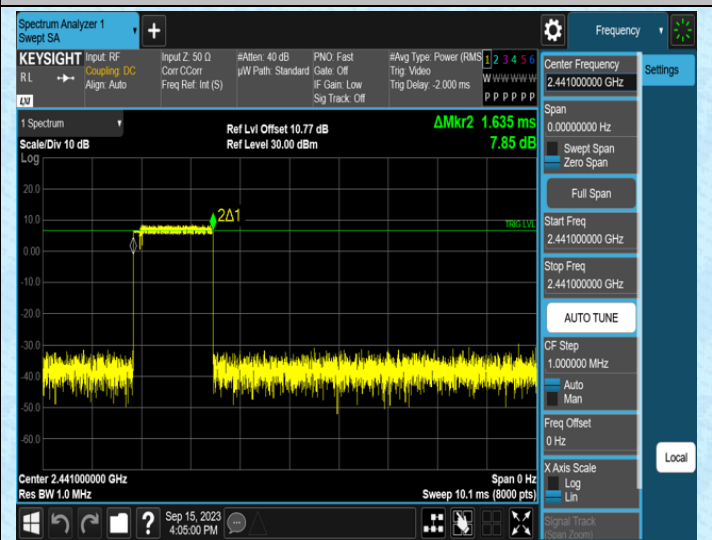 Spectrum Analyzer 1
Swept SA
Frequency
KEYSIGHT
RL
LXI
Input: RF
Coupling: DC
Align: Auto
Input Z: 50 Ω
Corr CCorr
Freq Ref: Int (S)
#Atten: 40 dB
µW Path: Standard
PNO: Fast
Gate: Off
IF Gain: Low
Sig Track: Off
#Avg Type: Power (RMS
Trig: Video
Trig Delay: -2.000 ms
1 2 3 4 5 6
W W W W W W
P P P P P P
Center Frequency
2.441000000 GHz
Settings
1 Spectrum
Scale/Div 10 dB
Log
Ref Lvl Offset 10.77 dB
Ref Level 30.00 dBm
ΔMkr2 1.635 ms
7.85 dB
Span
0.00000000 Hz
Swept Span
Zero Span
Full Span
Start Freq
2.441000000 GHz
Stop Freq
2.441000000 GHz
AUTO TUNE
CF Step
1.000000 MHz
Auto
Man
Freq Offset
0 Hz
X Axis Scale
Log
Lin
Signal Track
(Span Zoom)
Local
20.0
10.0
0.00
-10.0
-20.0
-30.0
-40.0
-50.0
-60.0
2Δ1
TRIG LVL
Center 2.441000000 GHz
Res BW 1.0 MHz
Span 0 Hz
Sweep 10.1 ms (8000 pts)
Sep 15, 2023
4:05:00 PM